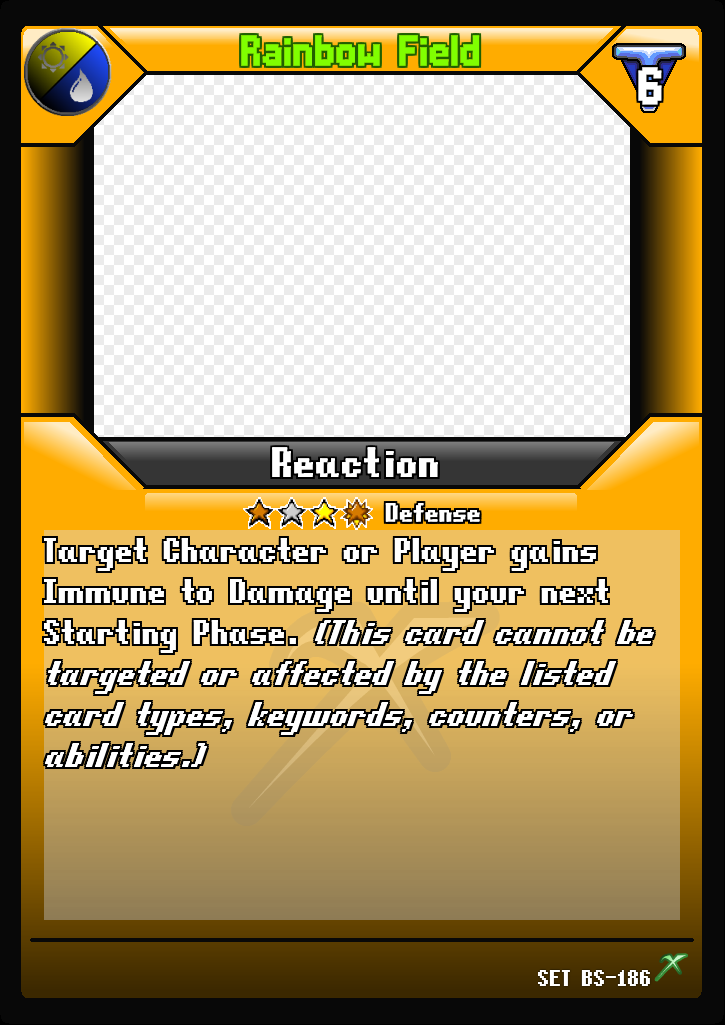 Rainbow Field
6
Reaction
Defense
Target Character or Player gains
Immune to Damage until your next
Starting Phase. (This card cannot be
targeted or affected by the listed
card types, keywords, counters, or
abilities.)
SET BS-186